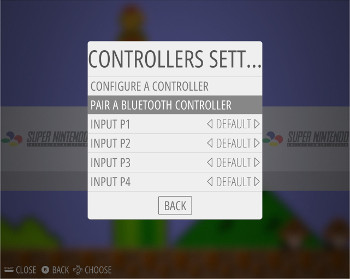 CONTROLLERS SETT...
CONFIGURE A CONTROLLER
PAIR A BLUETOOTH CONTROLLER
INPUT P1 DEFAULT
INPUT P2 DEFAULT
INPUT P3 DEFAULT
INPUT P4 DEFAULT
SUPER NINTENDO
SUPER NINTEN
BACK
CLOSE BACK CHOOSE